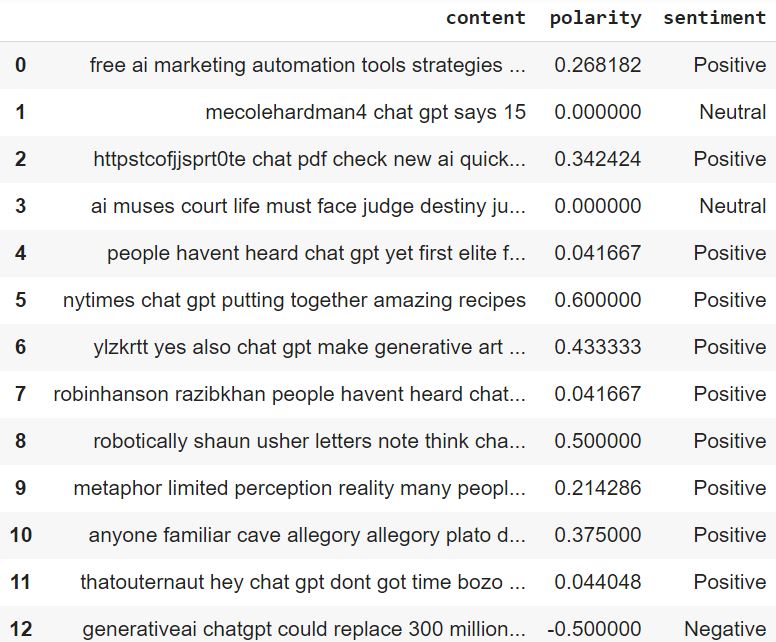 content polarity sentiment
0 free ai marketing automation tools strategies ... 0.268182 Positive
1 mecolehardman4 chat gpt says 15 0.000000 Neutral
2 httpstcofjjsprt0te chat pdf check new ai quick... 0.342424 Positive
3 ai muses court life must face judge destiny ju... 0.000000 Neutral
4 people havent heard chat gpt yet first elite f... 0.041667 Positive
5 nytimes chat gpt putting together amazing recipes 0.600000 Positive
6 ylzkrtt yes also chat gpt make generative art ... 0.433333 Positive
7 robinhanson razibkhan people havent heard chat... 0.041667 Positive
8 robotically shaun usher letters note think cha... 0.500000 Positive
9 metaphor limited perception reality many peopl... 0.214286 Positive
10 anyone familiar cave allegory allegory plato d... 0.375000 Positive
11 thatouternaut hey chat gpt dont got time bozo ... 0.044048 Positive
12 generativeai chatgpt could replace 300 million... -0.500000 Negative